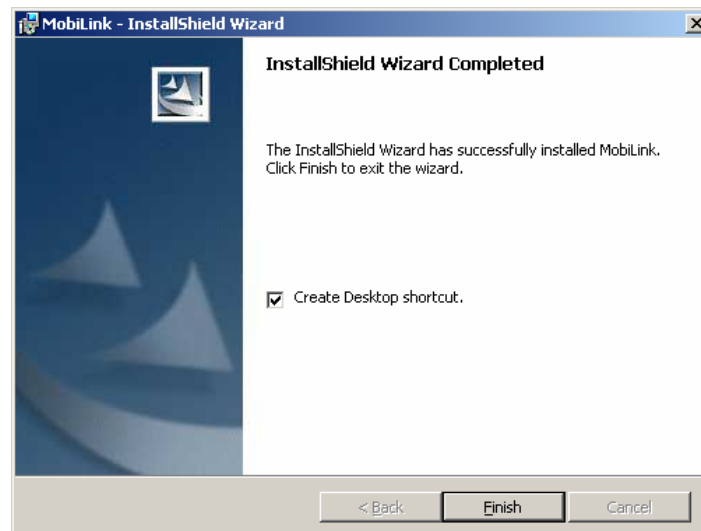 MobiLink - InstallShield Wizard
InstallShield Wizard Completed
The InstallShield Wizard has successfully installed MobiLink.
Click Finish to exit the wizard.
Create Desktop shortcut.
< Back
Finish
Cancel